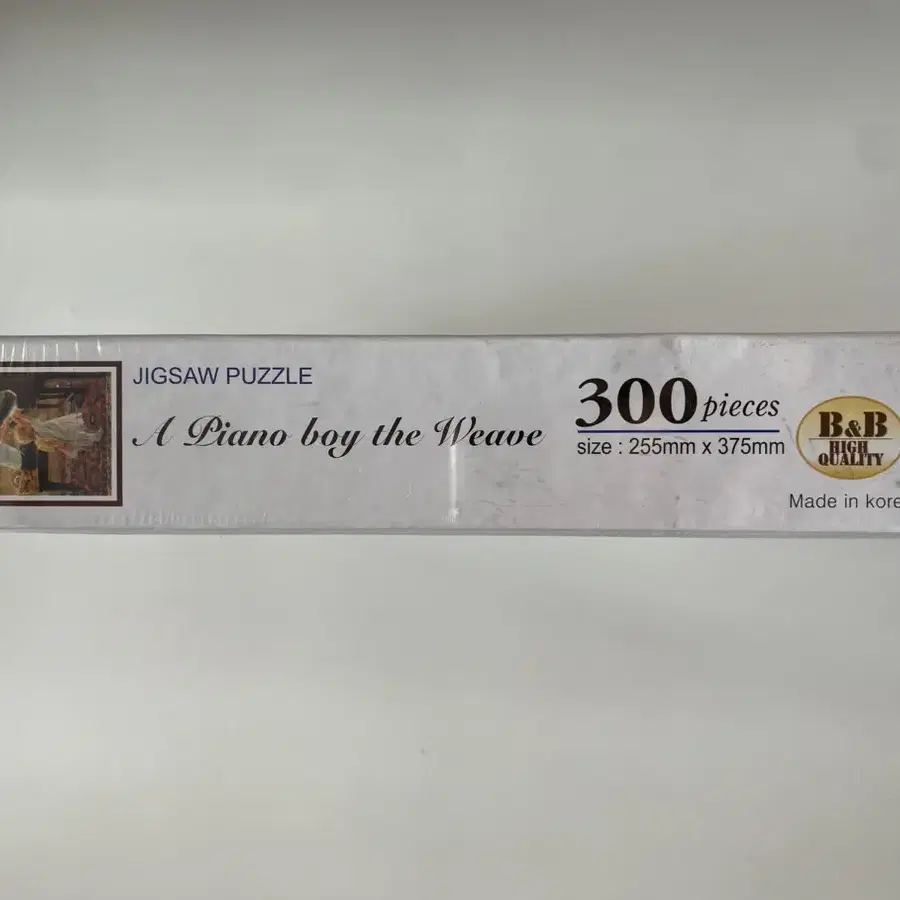 JIGSAW PUZZLE
A Piano boy the Weave
300 pieces
size : 255mm x 375mm
B&B
HIGH
QUALITY
Made in kore